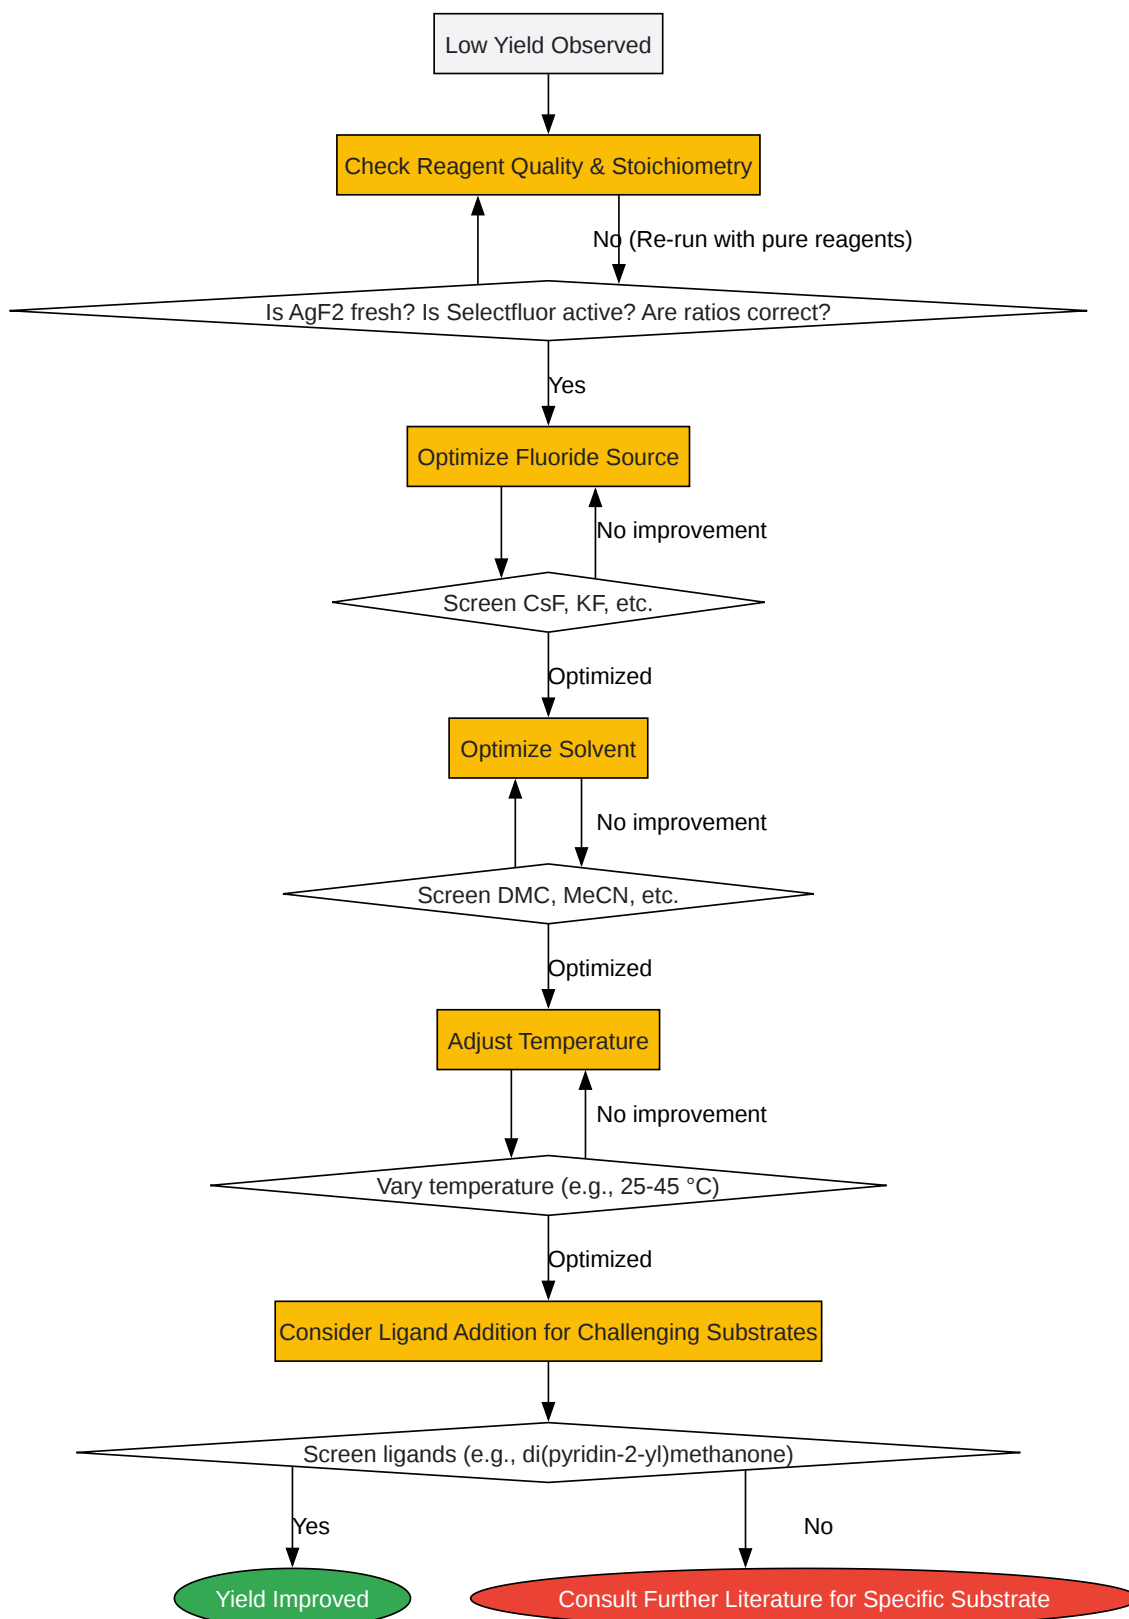 Low Yield Observed
Check Reagent Quality & Stoichiometry
No (Re-run with pure reagents)
Is AgF2 fresh? Is Selectfluor active? Are ratios correct?
Yes
Optimize Fluoride Source
No improvement
Screen CsF, KF, etc.
Optimized
Optimize Solvent
No improvement
Screen DMC, MeCN, etc.
Optimized
Adjust Temperature
No improvement
Vary temperature (e.g., 25-45 °C)
Optimized
Consider Ligand Addition for Challenging Substrates
Screen ligands (e.g., di(pyridin-2-yl)methanone)
Yes
No
Yield Improved
Consult Further Literature for Specific Substrate